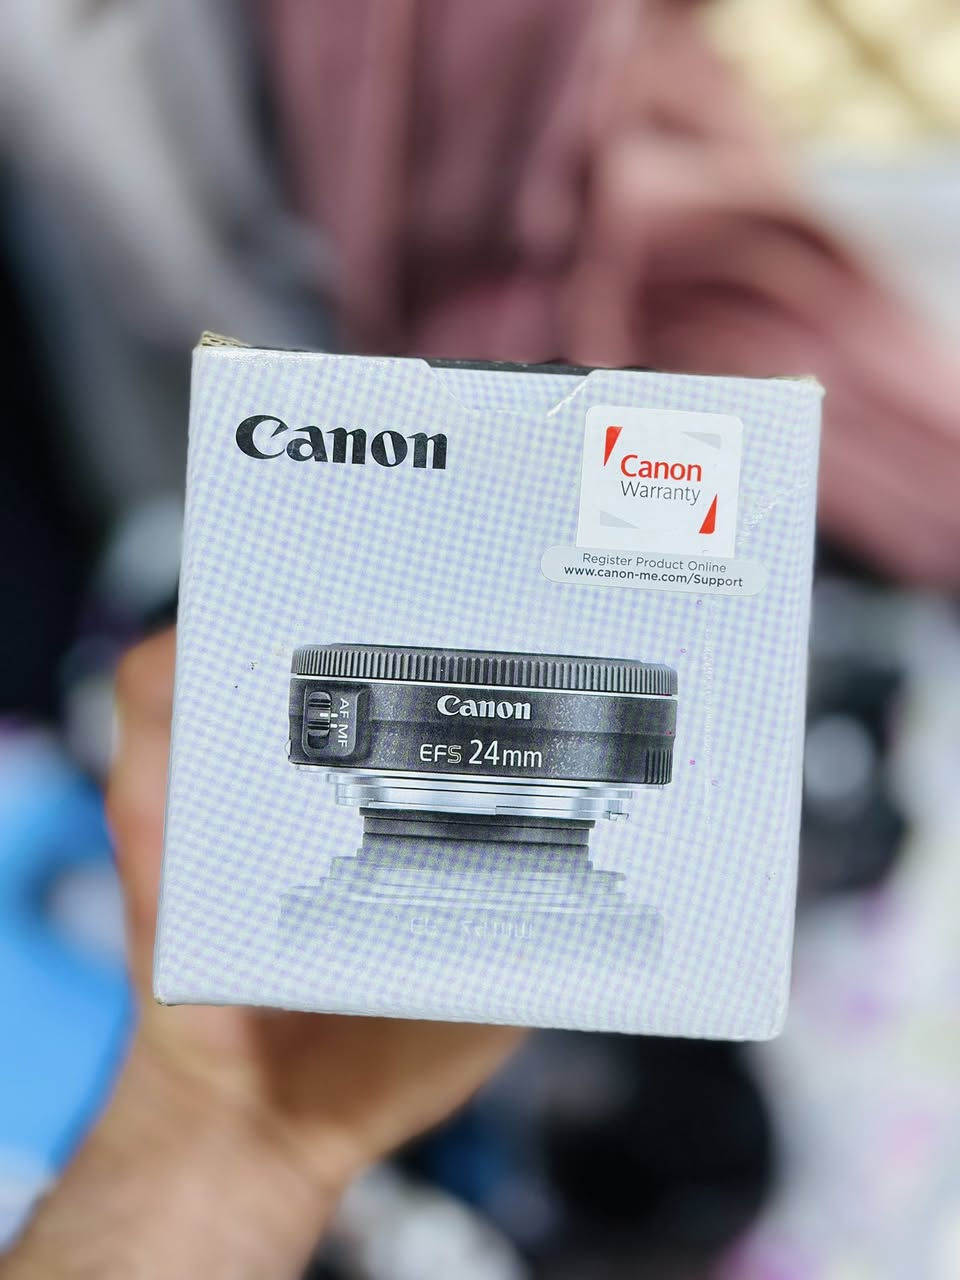 Canon
Canon
Warranty
Register Product Online
www.canon-me.com/Support
Canon
AF MF
EFS 24mm